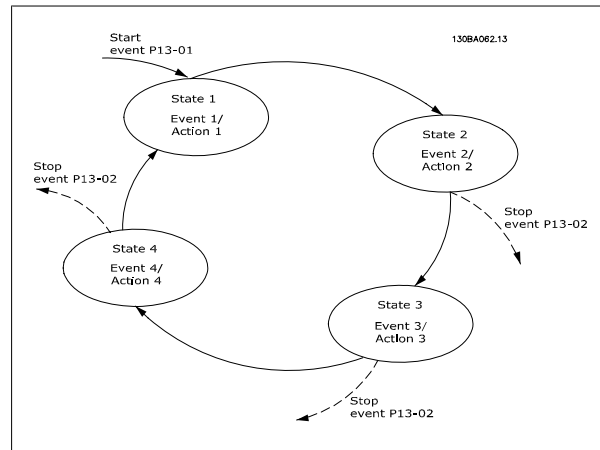 Start
event P13-01
130BA062.13
State 1
Event 1/
Action 1
State 2
Event 2/
Action 2
Stop
event P13-02
Stop
event P13-02
State 4
Event 4/
Action 4
State 3
Event 3/
Action 3
Stop
event P13-02